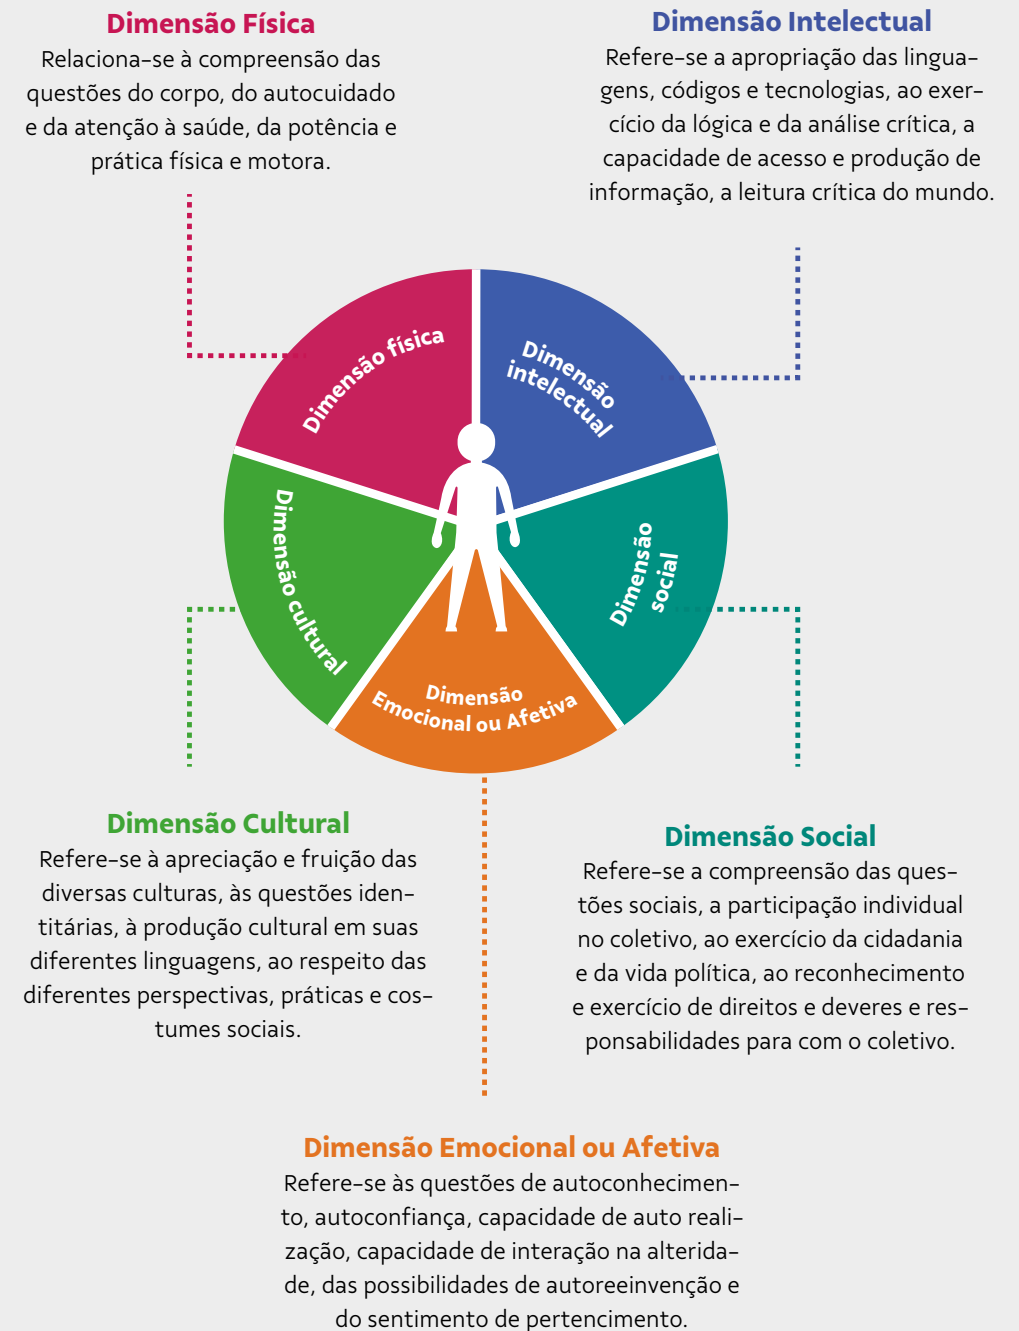 Dimensão Física
Relaciona-se à compreensão das
questões do corpo, do autocuidado
e da atenção à saúde, da potência e
prática física e motora.
Dimensão Intelectual
Refere-se a apropriação das lingua-
gens, códigos e tecnologias, ao exer-
cício da lógica e da análise crítica, a
capacidade de acesso e produção de
informação, a leitura crítica do mundo.
Dimensão física
Dimensão
intelectual
Dimensão cultural
Dimensão
social
Dimensão
Emocional ou Afetiva
Dimensão Cultural
Refere-se à apreciação e fruição das
diversas culturas, às questões iden-
titárias, à produção cultural em suas
diferentes linguagens, ao respeito das
diferentes perspectivas, práticas e cos-
tumes sociais.
Dimensão Social
Refere-se a compreensão das ques-
tões sociais, a participação individual
no coletivo, ao exercício da cidadania
e da vida política, ao reconhecimento
e exercício de direitos e deveres e res-
ponsabilidades para com o coletivo.
Dimensão Emocional ou Afetiva
Refere-se às questões de autoconhecimen-
to, autoconfiança, capacidade de auto reali-
zação, capacidade de interação na alterida-
de, das possibilidades de autoreeinvenção e
do sentimento de pertencimento.